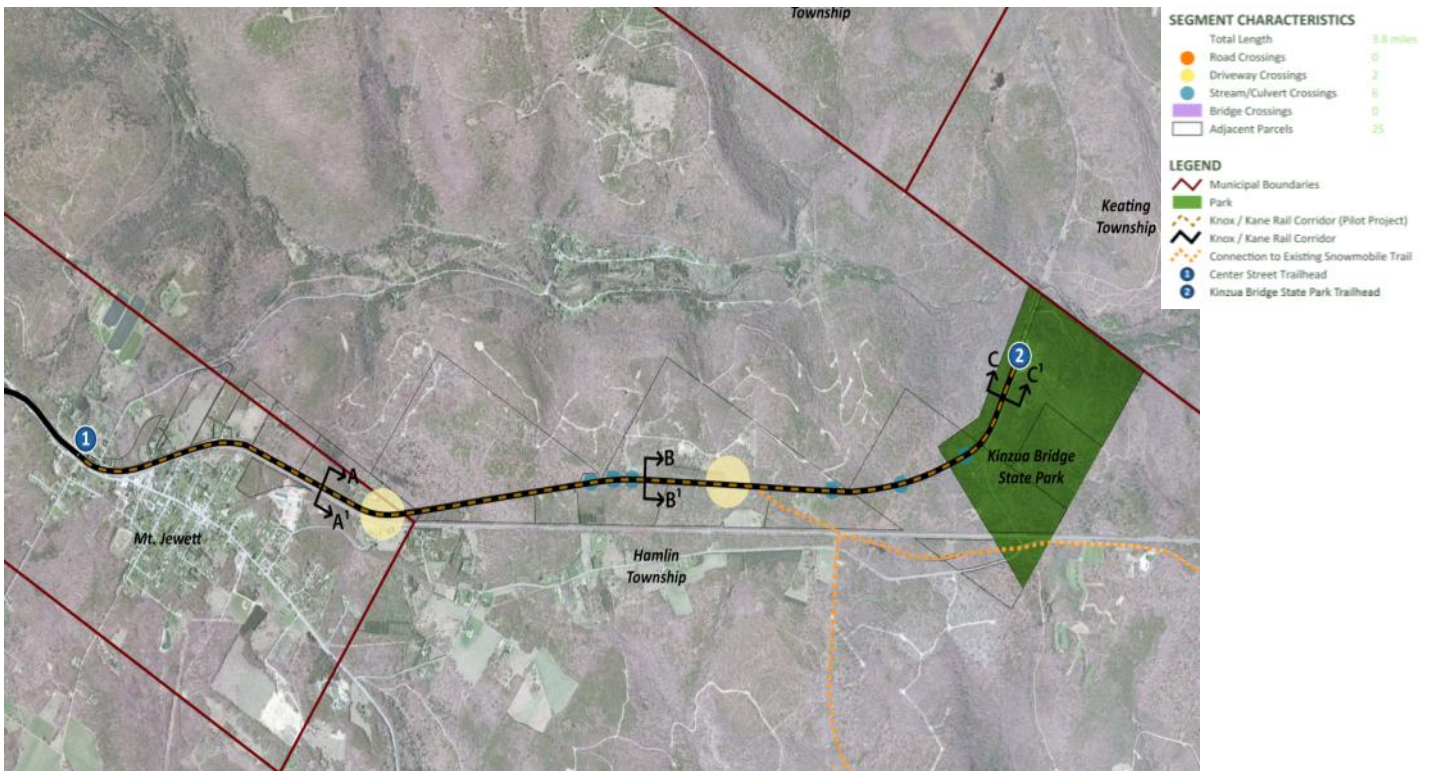 Township
Keating
Township
1
2
C
C¹
A
A¹
B
B¹
Kinzua Bridge
State Park
Mt. Jewett
Hamlin
Township
SEGMENT CHARACTERISTICS
Total Length 3.8 miles
Road Crossings 0
Driveway Crossings 2
Stream/Culvert Crossings 6
Bridge Crossings 0
Adjacent Parcels 25
LEGEND
Municipal Boundaries
Park
Knox / Kane Rail Corridor (Pilot Project)
Knox / Kane Rail Corridor
Connection to Existing Snowmobile Trail
1 Center Street Trailhead
2 Kinzua Bridge State Park Trailhead